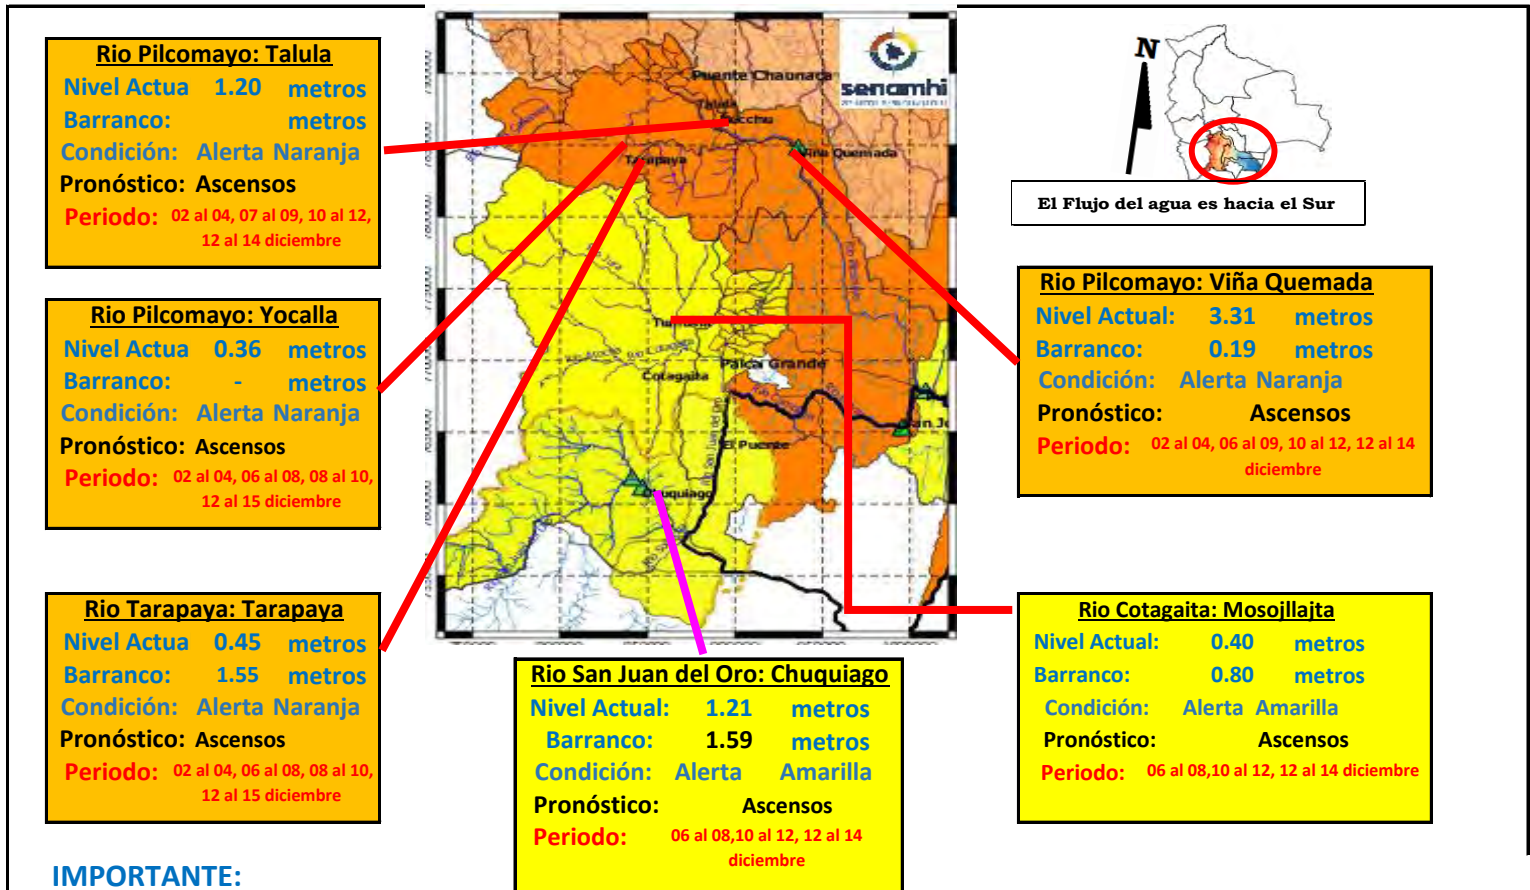 Rio Pilcomayo: Talula
Nivel Actua 1.20 metros
Barranco: metros
Condición: Alerta Naranja
Pronóstico: Ascensos
Periodo: 02 al 04, 07 al 09, 10 al 12,
12 al 14 diciembre
Rio Pilcomayo: Yocalla
Nivel Actua 0.36 metros
Barranco: - metros
Condición: Alerta Naranja
Pronóstico: Ascensos
Periodo: 02 al 04, 06 al 08, 08 al 10,
12 al 15 diciembre
Rio Tarapaya: Tarapaya
Nivel Actua 0.45 metros
Barranco: 1.55 metros
Condición: Alerta Naranja
Pronóstico: Ascensos
Periodo: 02 al 04, 06 al 08, 08 al 10,
12 al 15 diciembre
IMPORTANTE:
senamhi
Puente Chaunaca
Talula
Tarapaya
Viña Quemada
Palca Grande
Cotagaita
El Puente
Chuquiago
Rio San Juan del Oro
Rio San Juan del Oro: Chuquiago
Nivel Actual: 1.21 metros
Barranco: 1.59 metros
Condición: Alerta Amarilla
Pronóstico: Ascensos
Periodo: 06 al 08,10 al 12, 12 al 14
diciembre
N
El Flujo del agua es hacia el Sur
Rio Pilcomayo: Viña Quemada
Nivel Actual: 3.31 metros
Barranco: 0.19 metros
Condición: Alerta Naranja
Pronóstico: Ascensos
Periodo: 02 al 04, 06 al 09, 10 al 12, 12 al 14
diciembre
Rio Cotagaita: Mosojllajta
Nivel Actual: 0.40 metros
Barranco: 0.80 metros
Condición: Alerta Amarilla
Pronóstico: Ascensos
Periodo: 06 al 08,10 al 12, 12 al 14 diciembre